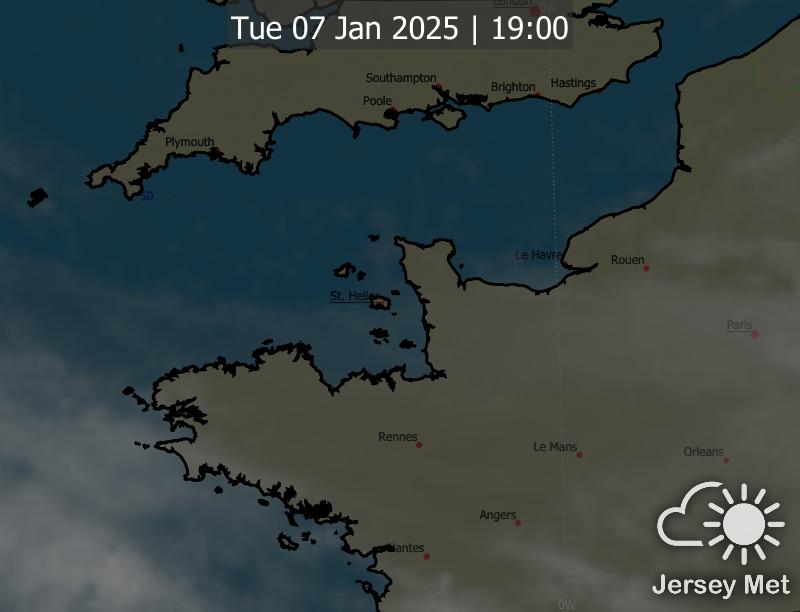 London
0W
Tue 07 Jan 2025 | 19:00
Southampton
Brighton
Hastings
Poole
Plymouth
50
Le Havre
Rouen
St. Helier
Paris
Rennes
Le Mans
Orleans
Angers
Nantes
Jersey Met
0W